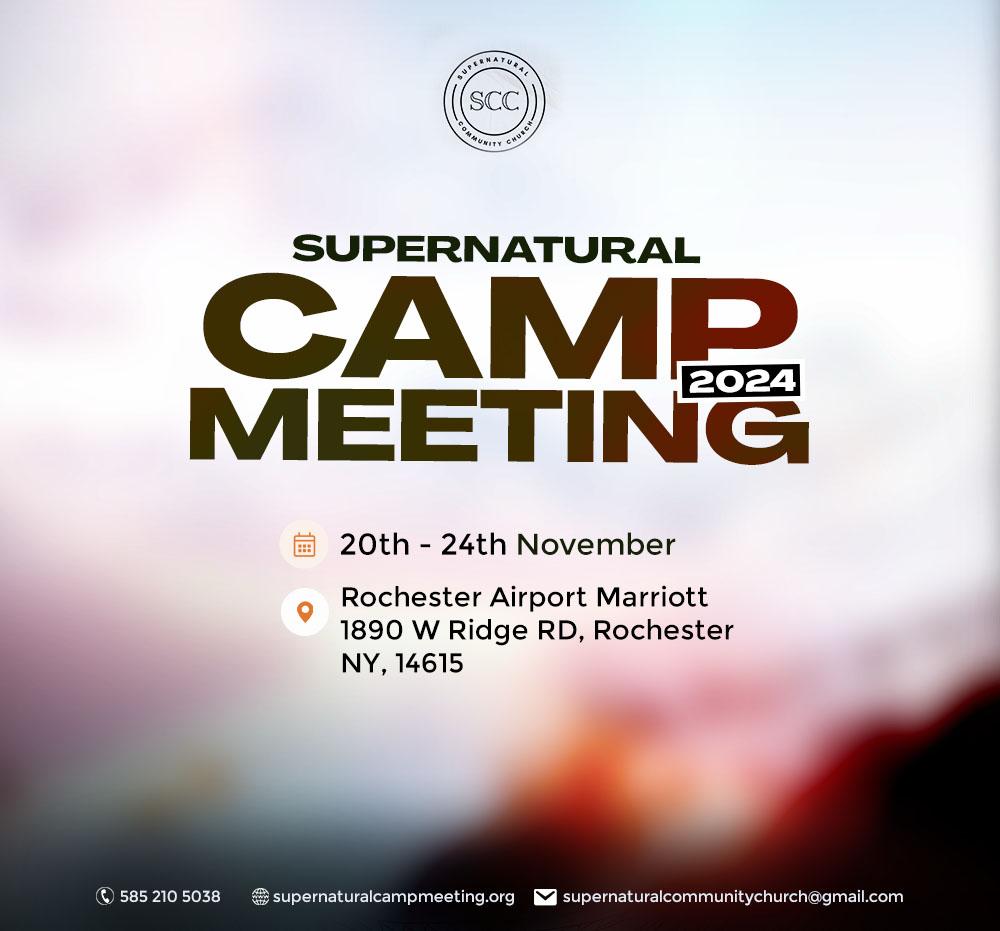 SUPERNATURAL
SCC
COMMUNITY CHURCH
SUPERNATURAL
CAMP
2024
MEETING
20th - 24th November
Rochester Airport Marriott
1890 W Ridge RD, Rochester
NY, 14615
585 210 5038 supernaturalcampmeeting.org supernaturalcommunitychurch@gmail.com